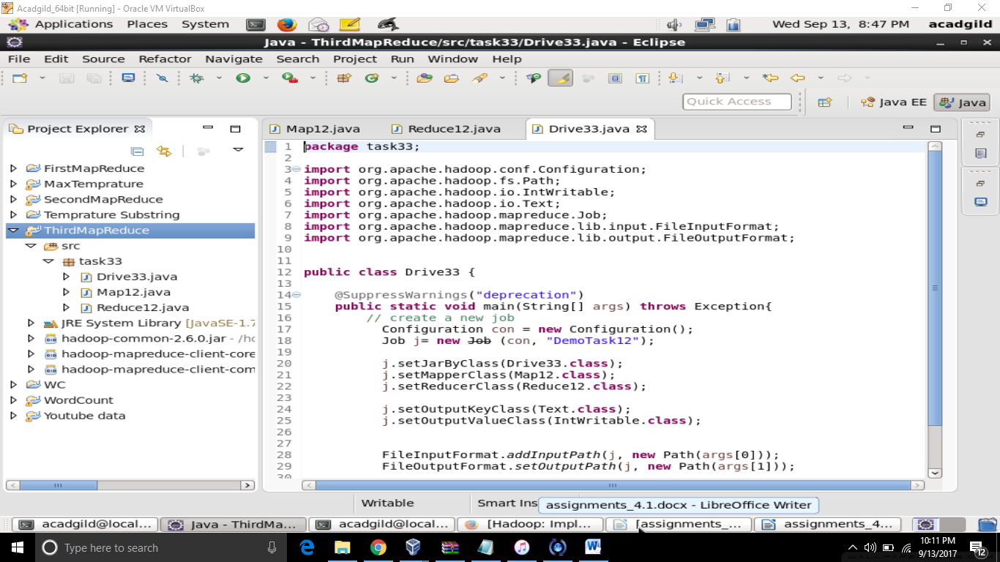 Acadgild_64bit [Running] - Oracle VM VirtualBox
Applications Places System Wed Sep 13, 8:47 PM acadgild
Java - ThirdMapReduce/src/task33/Drive33.java - Eclipse
File Edit Source Refactor Navigate Search Project Run Window Help
Quick Access Java EE Java
Project Explorer
FirstMapReduce
MaxTemprature
SecondMapReduce
Temprature Substring
ThirdMapReduce
src
task33
Drive33.java
Map12.java
Reduce12.java
JRE System Library [JavaSE-1.7
hadoop-common-2.6.0.jar - /hc
hadoop-mapreduce-client-core
hadoop-mapreduce-client-com
WC
WordCount
Youtube data
Map12.java Reduce12.java Drive33.java
1 package task33;
2
3 import org.apache.hadoop.conf.Configuration;
4 import org.apache.hadoop.fs.Path;
5 import org.apache.hadoop.io.IntWritable;
6 import org.apache.hadoop.io.Text;
7 import org.apache.hadoop.mapreduce.Job;
8 import org.apache.hadoop.mapreduce.lib.input.FileInputFormat;
9 import org.apache.hadoop.mapreduce.lib.output.FileOutputFormat;
10
11
12 public class Drive33 {
13
14 @SuppressWarnings("deprecation")
15 public static void main(String[] args) throws Exception{
16 // create a new job
17 Configuration con = new Configuration();
18 Job j= new Job (con, "DemoTask12");
19
20 j.setJarByClass(Drive33.class);
21 j.setMapperClass(Map12.class);
22 j.setReducerClass(Reduce12.class);
23
24 j.setOutputKeyClass(Text.class);
25 j.setOutputValueClass(IntWritable.class);
26
27
28 FileInputFormat.addInputPath(j, new Path(args[0]));
29 FileOutputFormat.setOutputPath(j, new Path(args[1]));
30
Writable Smart Ins
assignments_4.1.docx - LibreOffice Writer
acadgild@local... Java - ThirdMa... acadgild@local... [Hadoop: Impl... [assignments_... assignments_4...
Type here to search
10:11 PM
9/13/2017
12